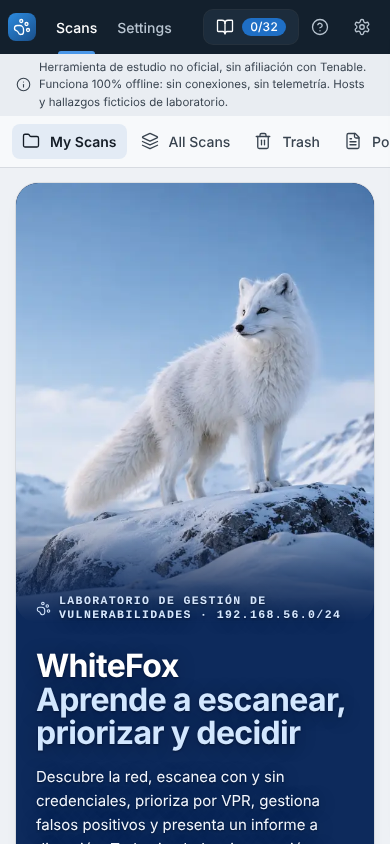 Scans Settings 0/32
Herramienta de estudio no oficial, sin afiliación con Tenable.
Funciona 100% offline: sin conexiones, sin telemetría. Hosts
y hallazgos ficticios de laboratorio.
My Scans All Scans Trash Po
LABORATORIO DE GESTIÓN DE
VULNERABILIDADES · 192.168.56.0/24
WhiteFox
Aprende a escanear,
priorizar y decidir
Descubre la red, escanea con y sin
credenciales, prioriza por VPR, gestiona
falsos positivos y presenta un informe a